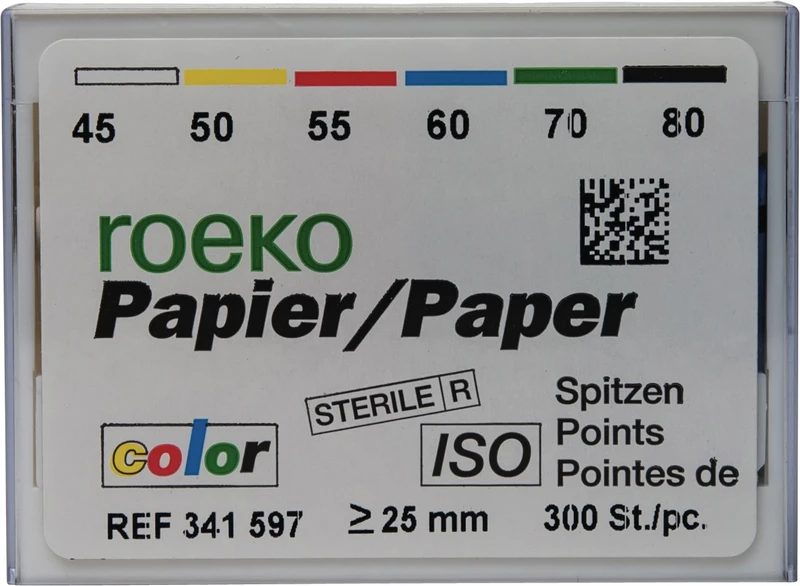 45 50 55 60 70 80
roeko
Papier/Paper
STERILE R
Spitzen
Points
Pointes de
color
ISO
REF 341 597 ≥ 25 mm 300 St./pc.